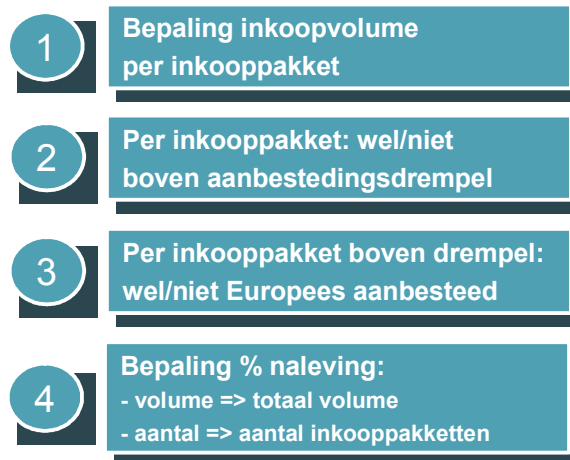 1
Bepaling inkoopvolume
per inkooppakket
2
Per inkooppakket: wel/niet
boven aanbestedingsdrempel
3
Per inkooppakket boven drempel:
wel/niet Europees aanbesteed
4
Bepaling % naleving:
- volume => totaal volume
- aantal => aantal inkooppakketten